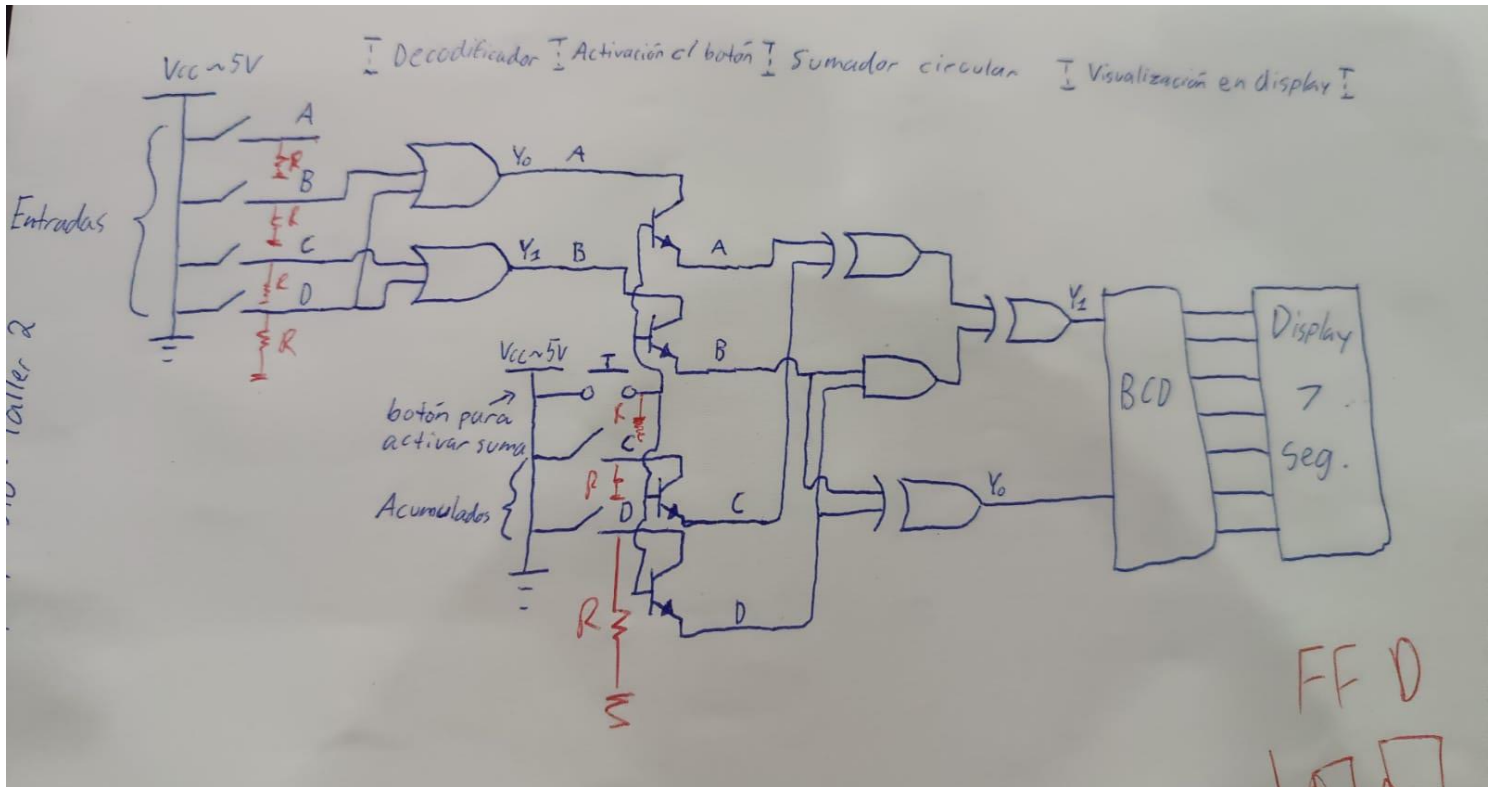 Vcc ~ 5V
Decodificador
Activación c/ botón
Sumador circular
Visualización en display
Entradas
A
R
B
R
C
R
D
R
Y0
A
Y1
B
A
B
Vcc ~ 5V
botón para
activar suma
R
Acumulados
C
R
D
R
C
D
Y1
Y0
BCD
Display
7
Seg.
Taller 2
FF D